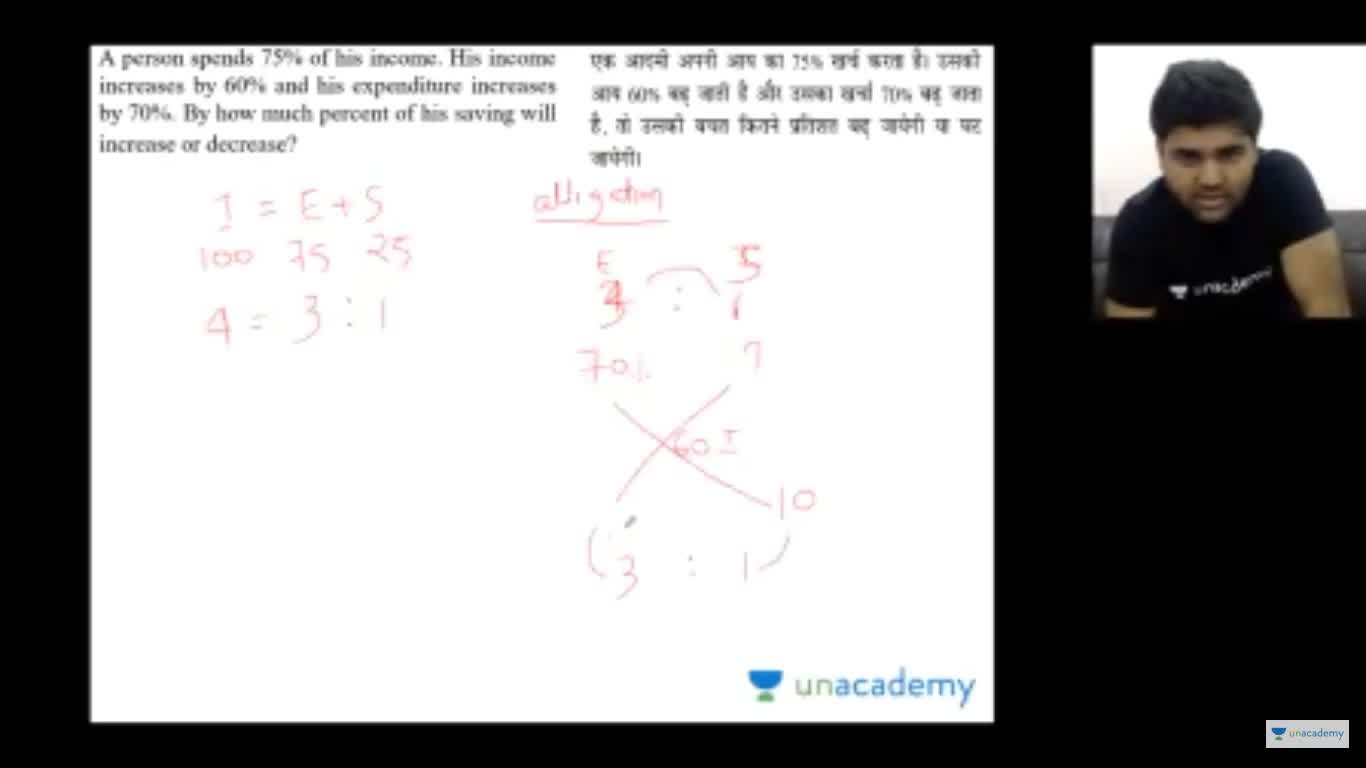 A person spends 75% of his income. His income
increases by 60% and his expenditure increases
by 70%. By how much percent of his saving will
increase or decrease?
एक आदमी अपनी आय का 75% खर्च करता है। उसकी
आय 60% बढ़ जाती है और उसका खर्चा 70% बढ़ जाता
है, तो उसकी बचत कितने प्रतिशत बढ़ जायेगी या घट
जायेगी।
I = E + S
100 75 25
4 = 3 : 1
alligation
E S
3 : 1
70% ?
60 I
10
(3 : 1)
unacademy
unacademy
unacademy